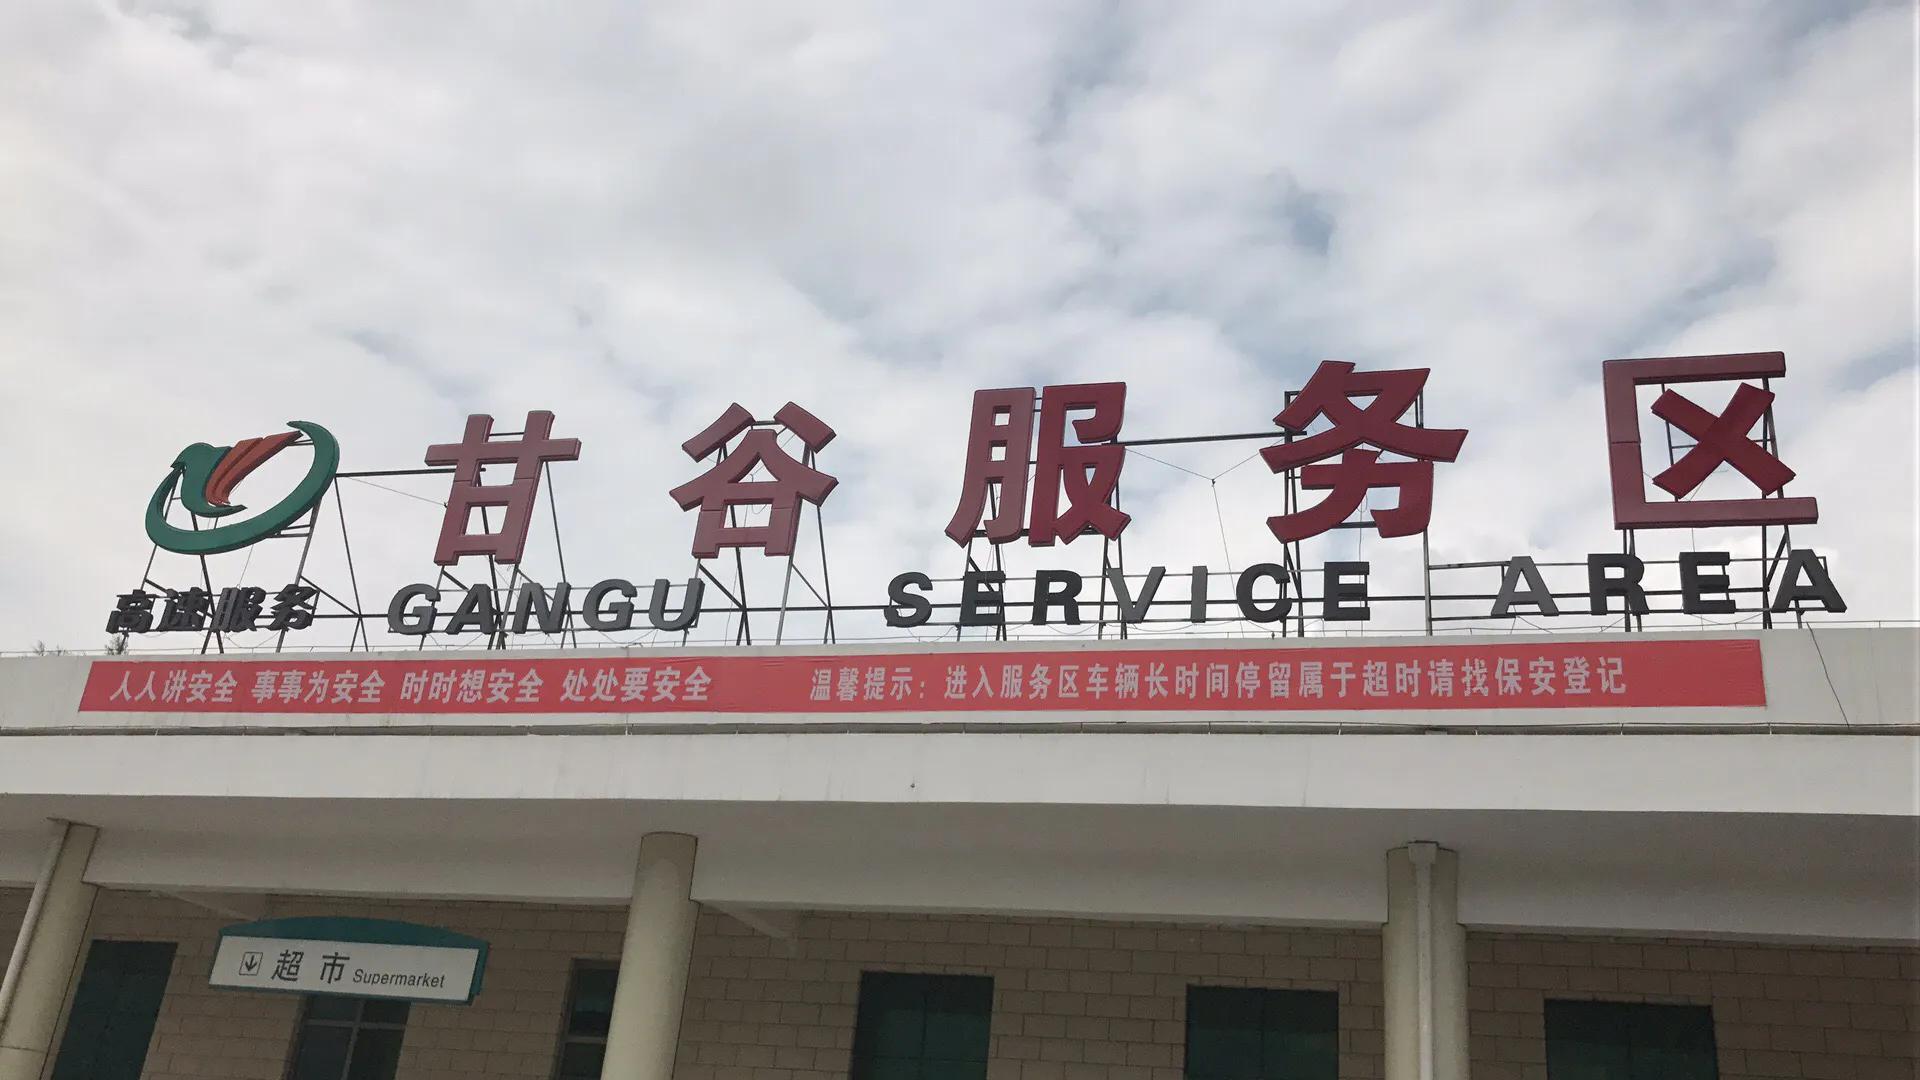 甘谷服务区
高速服务 GANGU SERVICE AREA
人人讲安全 事事为安全 时时想安全 处处要安全 温馨提示：进入服务区车辆长时间停留属于超时请找保安登记
超市 Supermarket